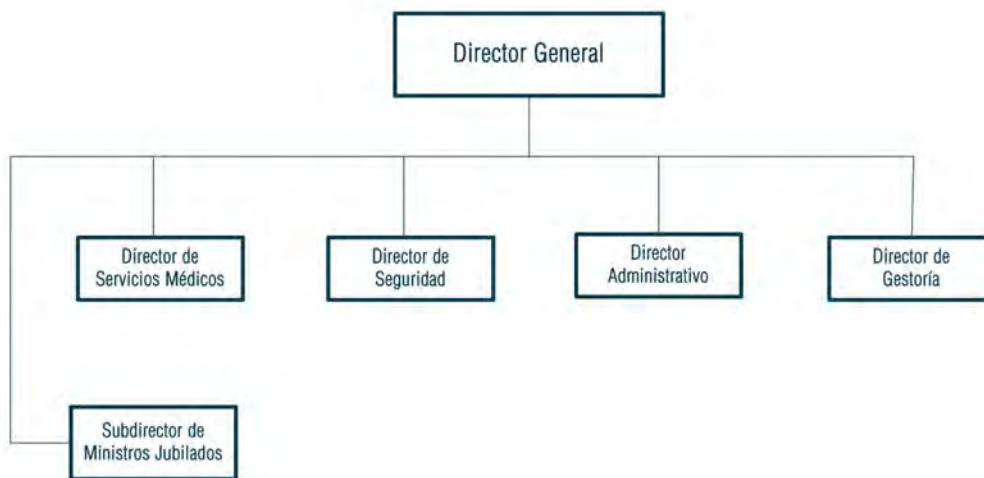 Director General
Director de
Servicios Médicos
Director de
Seguridad
Director
Administrativo
Director de
Gestoría
Subdirector de
Ministros Jubilados